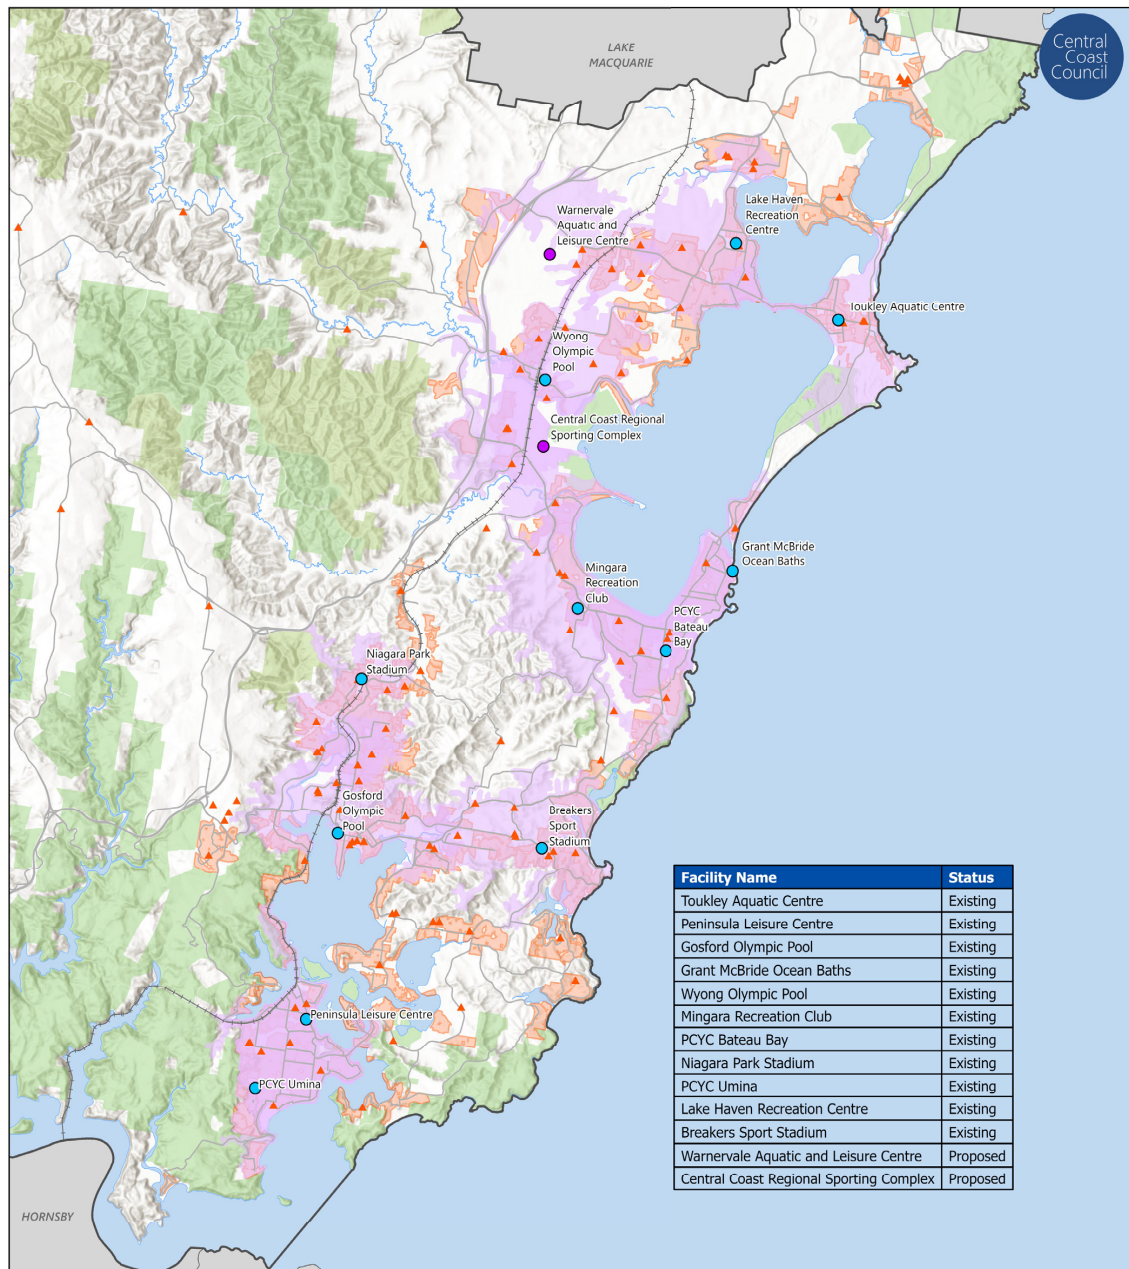 LAKE
MACQUARIE
Central
Coast
Council
Warnervale
Aquatic and
Leisure Centre
Lake Haven
Recreation
Centre
Toukley Aquatic Centre
Wyong
Olympic
Pool
Central Coast Regional
Sporting Complex
Grant McBride
Ocean Baths
Mingara
Recreation
Club
PCYC
Bateau
Bay
Niagara Park
Stadium
Gosford
Olympic
Pool
Breakers
Sport
Stadium
Peninsula Leisure Centre
PCYC Umina
HORNSBY
Facility Name Status
Toukley Aquatic Centre Existing
Peninsula Leisure Centre Existing
Gosford Olympic Pool Existing
Grant McBride Ocean Baths Existing
Wyong Olympic Pool Existing
Mingara Recreation Club Existing
PCYC Bateau Bay Existing
Niagara Park Stadium Existing
PCYC Umina Existing
Lake Haven Recreation Centre Existing
Breakers Sport Stadium Existing
Warnervale Aquatic and Leisure Centre Proposed
Central Coast Regional Sporting Complex Proposed